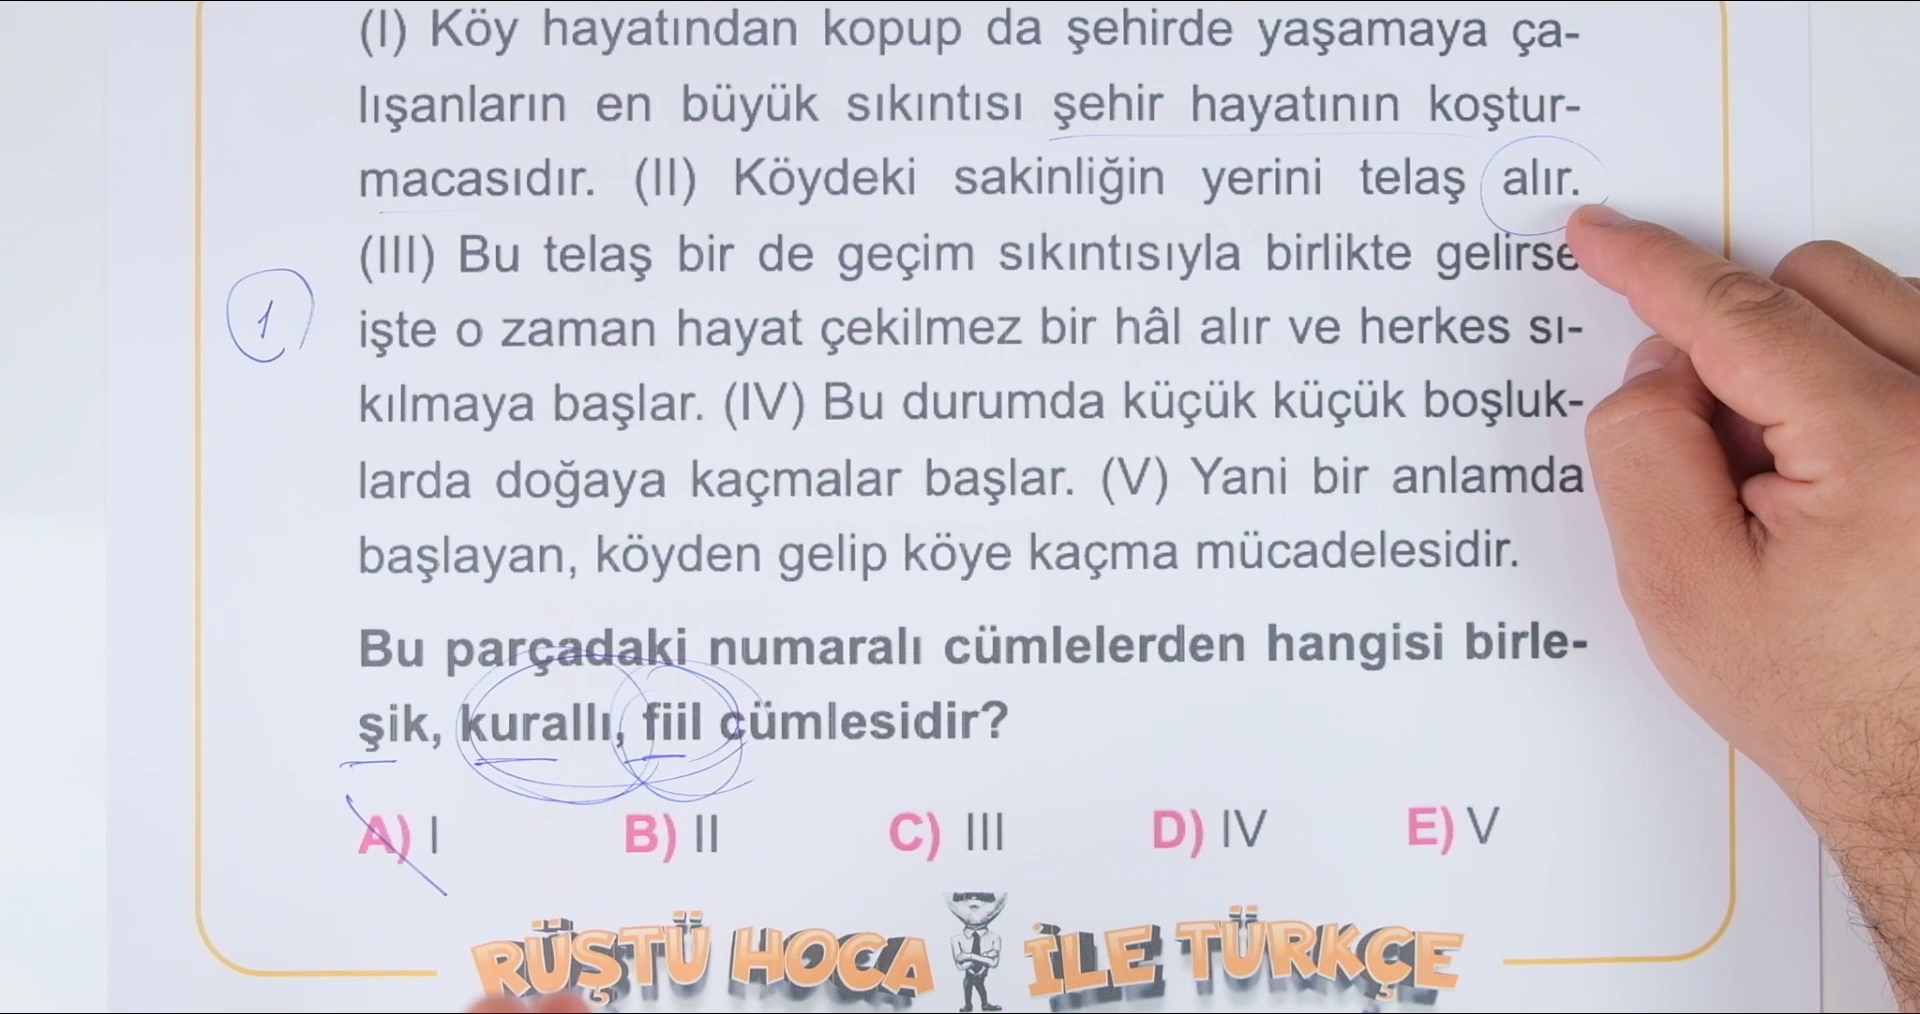 (I) Köy hayatından kopup da şehirde yaşamaya ça-
lışanların en büyük sıkıntısı şehir hayatının koştur-
macasıdır. (II) Köydeki sakinliğin yerini telaş alır.
(III) Bu telaş bir de geçim sıkıntısıyla birlikte gelirse
işte o zaman hayat çekilmez bir hâl alır ve herkes sı-
kılmaya başlar. (IV) Bu durumda küçük küçük boşluk-
larda doğaya kaçmalar başlar. (V) Yani bir anlamda
başlayan, köyden gelip köye kaçma mücadelesidir.
1
Bu parçadaki numaralı cümlelerden hangisi birle-
şik, kurallı, fiil cümlesidir?
A) I B) II C) III D) IV E) V
RÜŞTÜ HOCA İLE TÜRKÇE